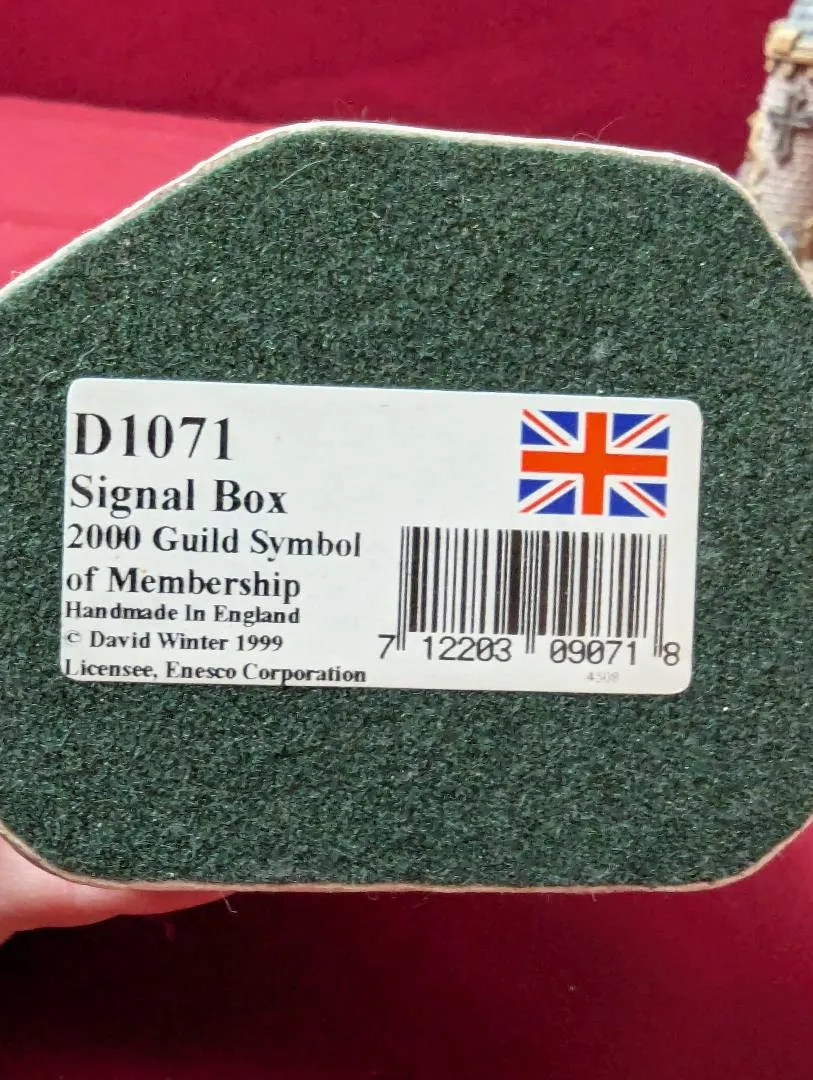 D1071
Signal Box
2000 Guild Symbol
of Membership
Handmade In England
© David Winter 1999
Licensee, Enesco Corporation
7 12203 09071 8
4508